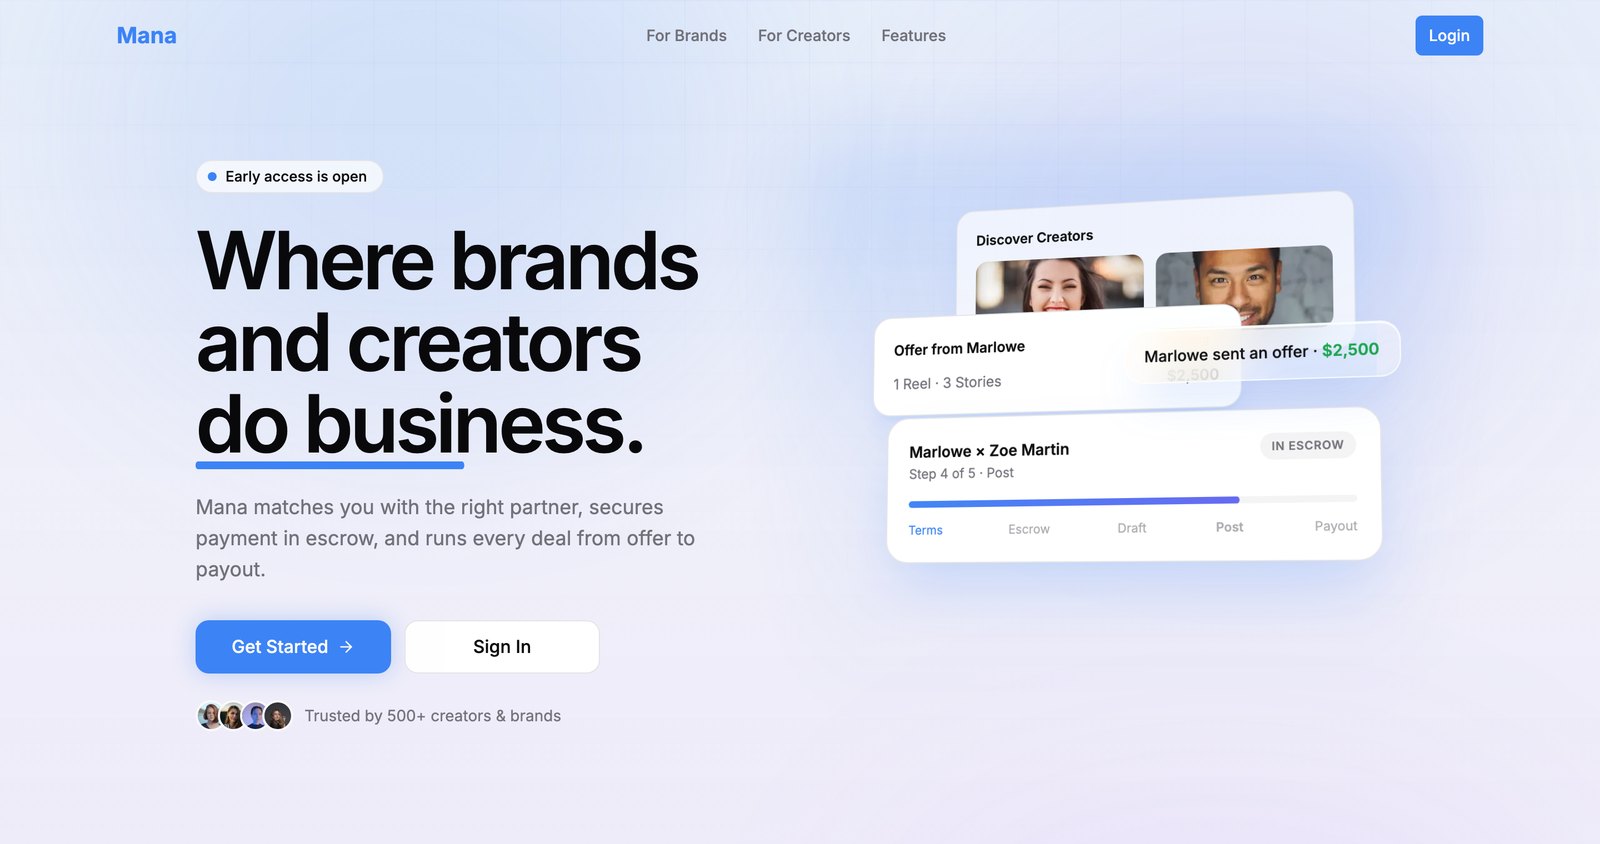 Mana
For Brands
For Creators
Features
Login
Early access is open
Where brands
and creators
do business.
Mana matches you with the right partner, secures
payment in escrow, and runs every deal from offer to
payout.
Get Started →
Sign In
Trusted by 500+ creators & brands
Discover Creators
Offer from Marlowe
1 Reel · 3 Stories
$2,500
Marlowe sent an offer · $2,500
Marlowe × Zoe Martin
IN ESCROW
Step 4 of 5 · Post
Terms
Escrow
Draft
Post
Payout